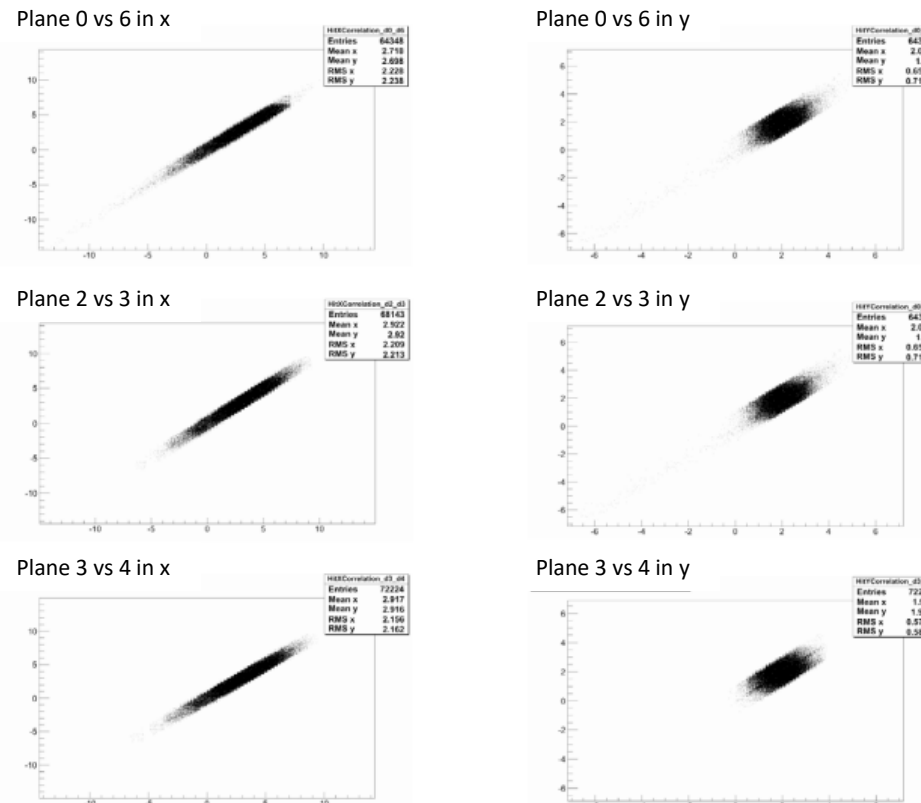 Plane 0 vs 6 in x
HitXCorrelation_d0_d6
Entries 64348
Mean x 2.718
Mean y 2.698
RMS x 2.228
RMS y 2.238
10
5
0
-5
-10
-10 -5 0 5 10
Plane 0 vs 6 in y
Entries
Mean x
Mean y
RMS x
RMS y
6
4
2
0
-2
-4
-6
-6 -4 -2 0 2 4 6
Plane 2 vs 3 in x
HitXCorrelation_d2_d3
Entries 68143
Mean x 2.922
Mean y 2.92
RMS x 2.209
RMS y 2.213
10
5
0
-5
-10
-10 -5 0 5 10
Plane 2 vs 3 in y
Entries
Mean x
Mean y
RMS x
RMS y
6
4
2
0
-2
-4
-6
-6 -4 -2 0 2 4 6
Plane 3 vs 4 in x
HitXCorrelation_d3_d4
Entries 72224
Mean x 2.917
Mean y 2.916
RMS x 2.156
RMS y 2.162
10
5
0
-5
-10
Plane 3 vs 4 in y
Entries
Mean x
Mean y
RMS x
RMS y
6
4
2
0
-2
-4
-6